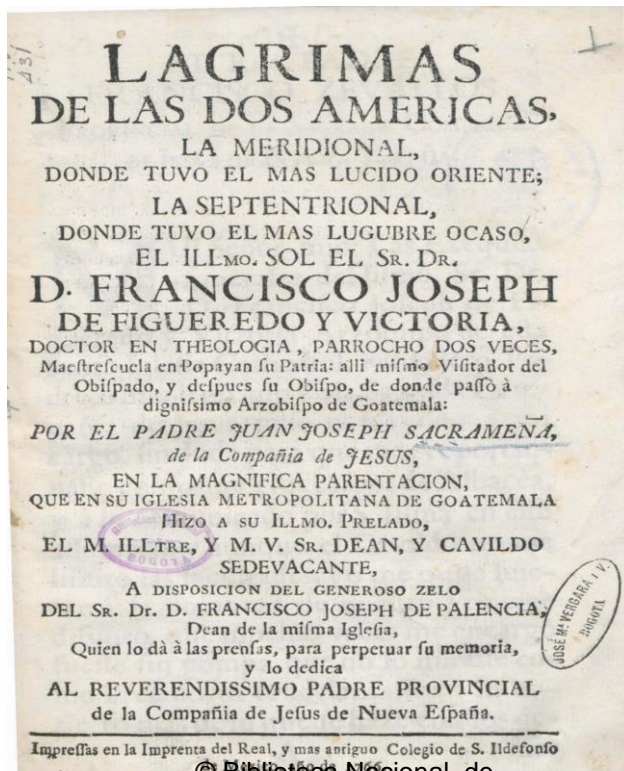 431
LAGRIMAS
DE LAS DOS AMERICAS,
LA MERIDIONAL,
DONDE TUVO EL MAS LUCIDO ORIENTE;
LA SEPTENTRIONAL,
DONDE TUVO EL MAS LUGUBRE OCASO,
EL ILLMO. SOL EL SR. DR.
D. FRANCISCO JOSEPH
DE FIGUEREDO Y VICTORIA,
DOCTOR EN THEOLOGIA, PARROCHO DOS VECES,
Maeſtreſcuela en Popayan ſu Patria: alli miſmo Viſitador del
Obiſpado, y deſpues ſu Obiſpo, de donde paſsò à
digniſsimo Arzobiſpo de Goatemala:
POR EL PADRE JUAN JOSEPH SACRAMEÑA,
de la Compañia de JESUS,
EN LA MAGNIFICA PARENTACION,
QUE EN SU IGLESIA METROPOLITANA DE GOATEMALA
HIZO A SU ILLMO. PRELADO,
EL M. ILLTRE, Y M. V. SR. DEAN, Y CAVILDO
SEDEVACANTE,
A DISPOSICION DEL GENEROSO ZELO
DEL SR. Dr. D. FRANCISCO JOSEPH DE PALENCIA,
Dean de la miſma Igleſia,
Quien lo dà à las prenſas, para perpetuar ſu memoria,
y lo dedica
AL REVERENDISSIMO PADRE PROVINCIAL
de la Compañia de Jeſus de Nueva Eſpaña.
JOSÉ Mª VERGARA I V.
BOGOTA
Impreſſas en la Imprenta del Real, y mas antiguo Colegio de S. Ildefonſo
© Biblioteca Nacional de